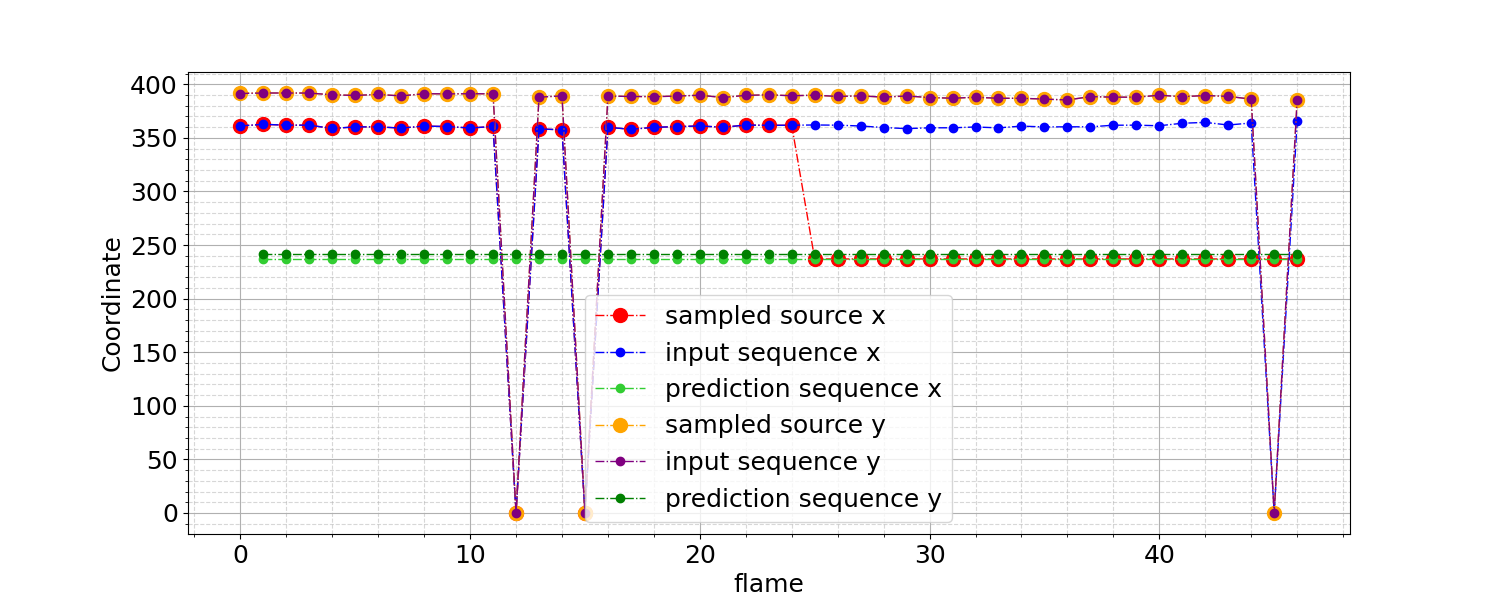 400
350
300
250
200
150
100
50
0
Coordinate
sampled source x
input sequence x
prediction sequence x
sampled source y
input sequence y
prediction sequence y
0 10 20 30 40
flame